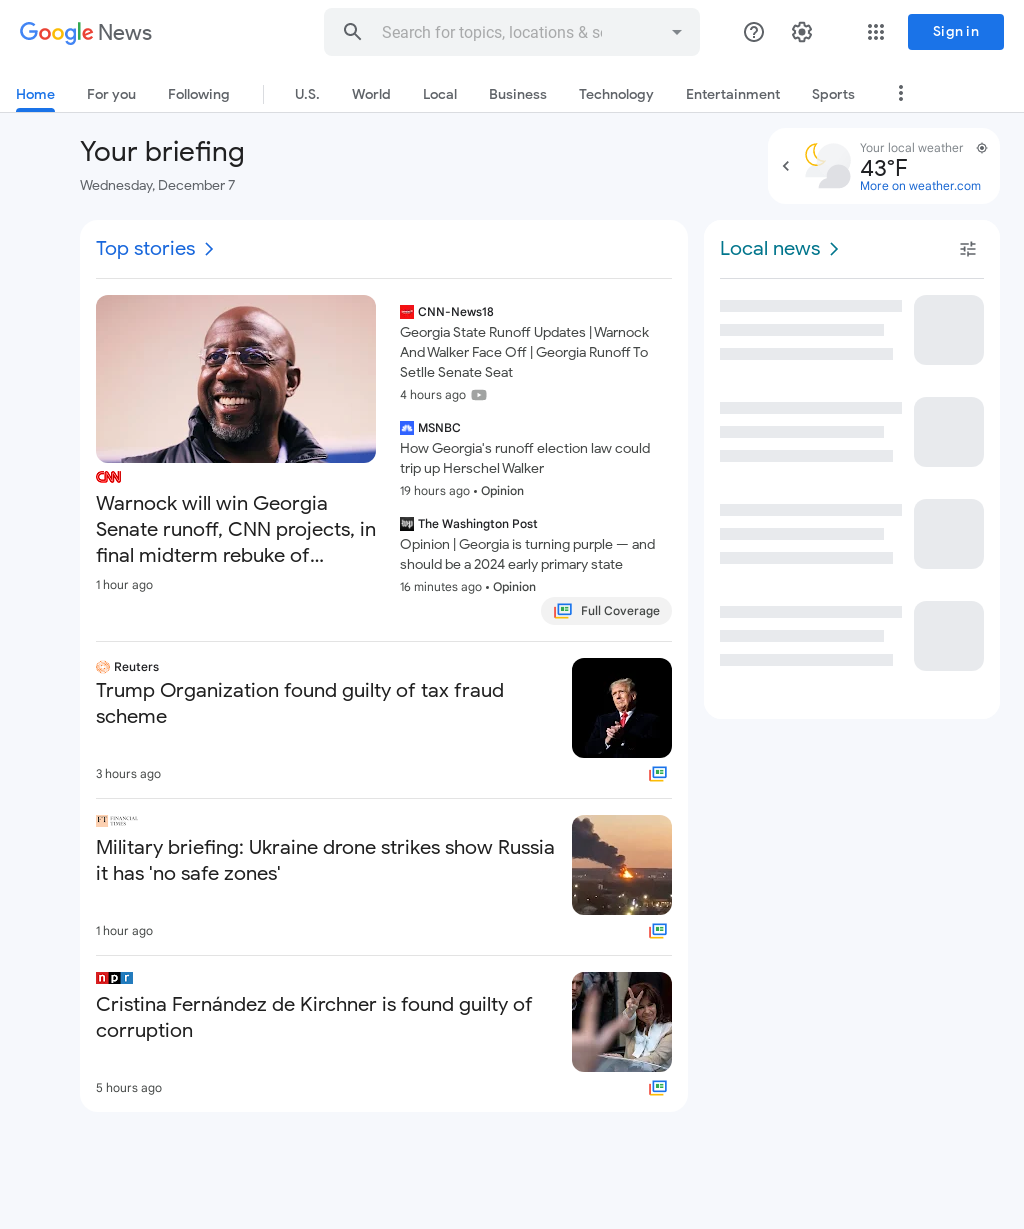 Google News
Search for topics, locations & so
Sign in
Home
For you
Following
U.S.
World
Local
Business
Technology
Entertainment
Sports
Your briefing
Wednesday, December 7
Your local weather
43°F
More on weather.com
Top stories
CNN
Warnock will win Georgia
Senate runoff, CNN projects, in
final midterm rebuke of...
1 hour ago
CNN-News18
Georgia State Runoff Updates | Warnock
And Walker Face Off | Georgia Runoff To
Setlle Senate Seat
4 hours ago
MSNBC
How Georgia's runoff election law could
trip up Herschel Walker
19 hours ago • Opinion
The Washington Post
Opinion | Georgia is turning purple — and
should be a 2024 early primary state
16 minutes ago • Opinion
Full Coverage
Reuters
Trump Organization found guilty of tax fraud
scheme
3 hours ago
FT FINANCIAL
TIMES
Military briefing: Ukraine drone strikes show Russia
it has 'no safe zones'
1 hour ago
npr
Cristina Fernández de Kirchner is found guilty of
corruption
5 hours ago
Local news